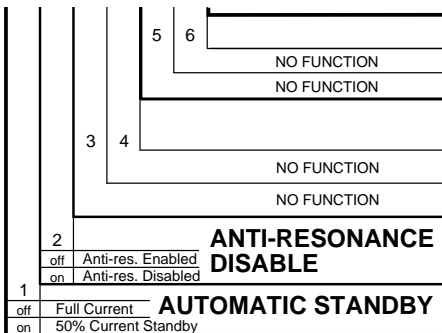 5 6
NO FUNCTION
NO FUNCTION
3 4
NO FUNCTION
NO FUNCTION
2 ANTI-RESONANCE
off Anti-res. Enabled DISABLE
on Anti-res. Disabled
1
off Full Current AUTOMATIC STANDBY
on 50% Current Standby